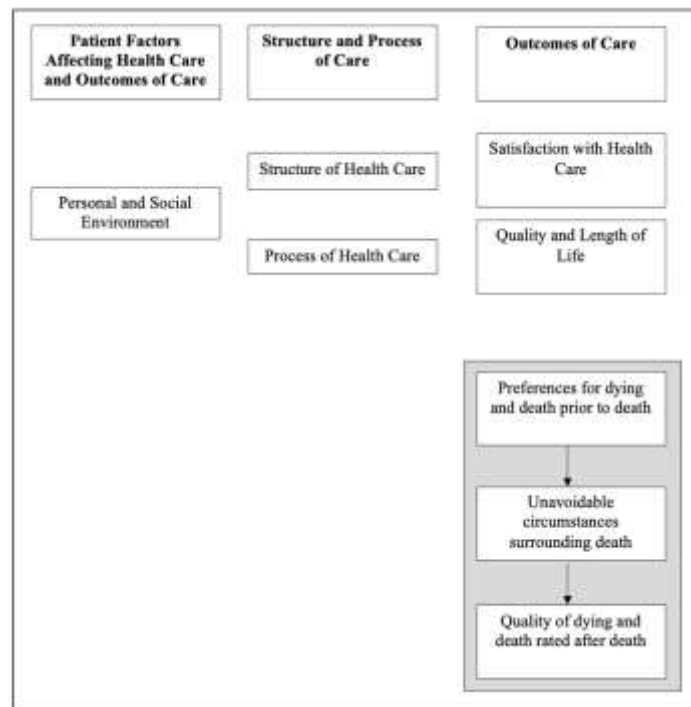 Patient Factors
Affecting Health Care
and Outcomes of Care
Structure and Process
of Care
Outcomes of Care
Personal and Social
Environment
Structure of Health Care
Process of Health Care
Satisfaction with Health
Care
Quality and Length of
Life
Preferences for dying
and death prior to death
Unavoidable
circumstances
surrounding death
Quality of dying and
death rated after death